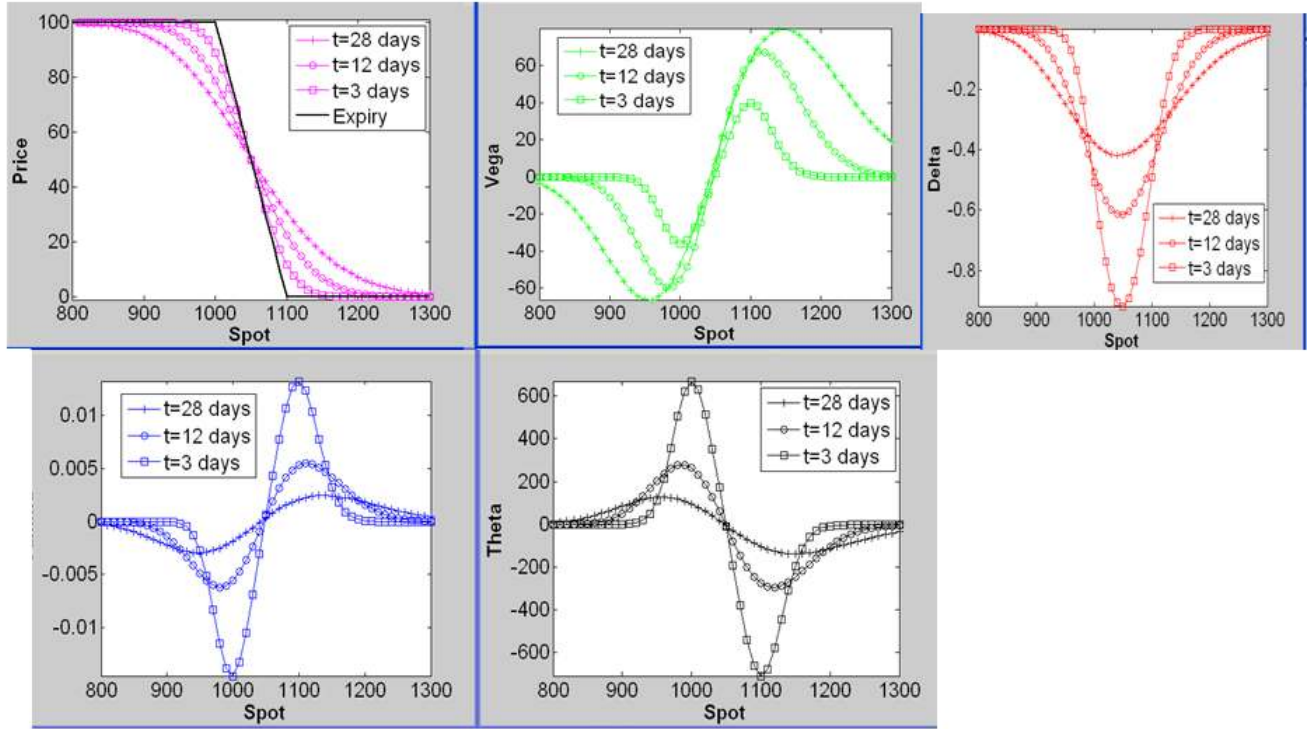 100
80
60
40
20
0
Price
t=28 days
t=12 days
t=3 days
Expiry
800 900 1000 1100 1200 1300
Spot
60
40
20
0
-20
-40
-60
Vega
t=28 days
t=12 days
t=3 days
800 900 1000 1100 1200 1300
Spot
-0.2
-0.4
-0.6
-0.8
Delta
t=28 days
t=12 days
t=3 days
800 900 1000 1100 1200 1300
Spot
0.01
0.005
0
-0.005
-0.01
t=28 days
t=12 days
t=3 days
800 900 1000 1100 1200 1300
Spot
600
400
200
0
-200
-400
-600
Theta
t=28 days
t=12 days
t=3 days
800 900 1000 1100 1200 1300
Spot